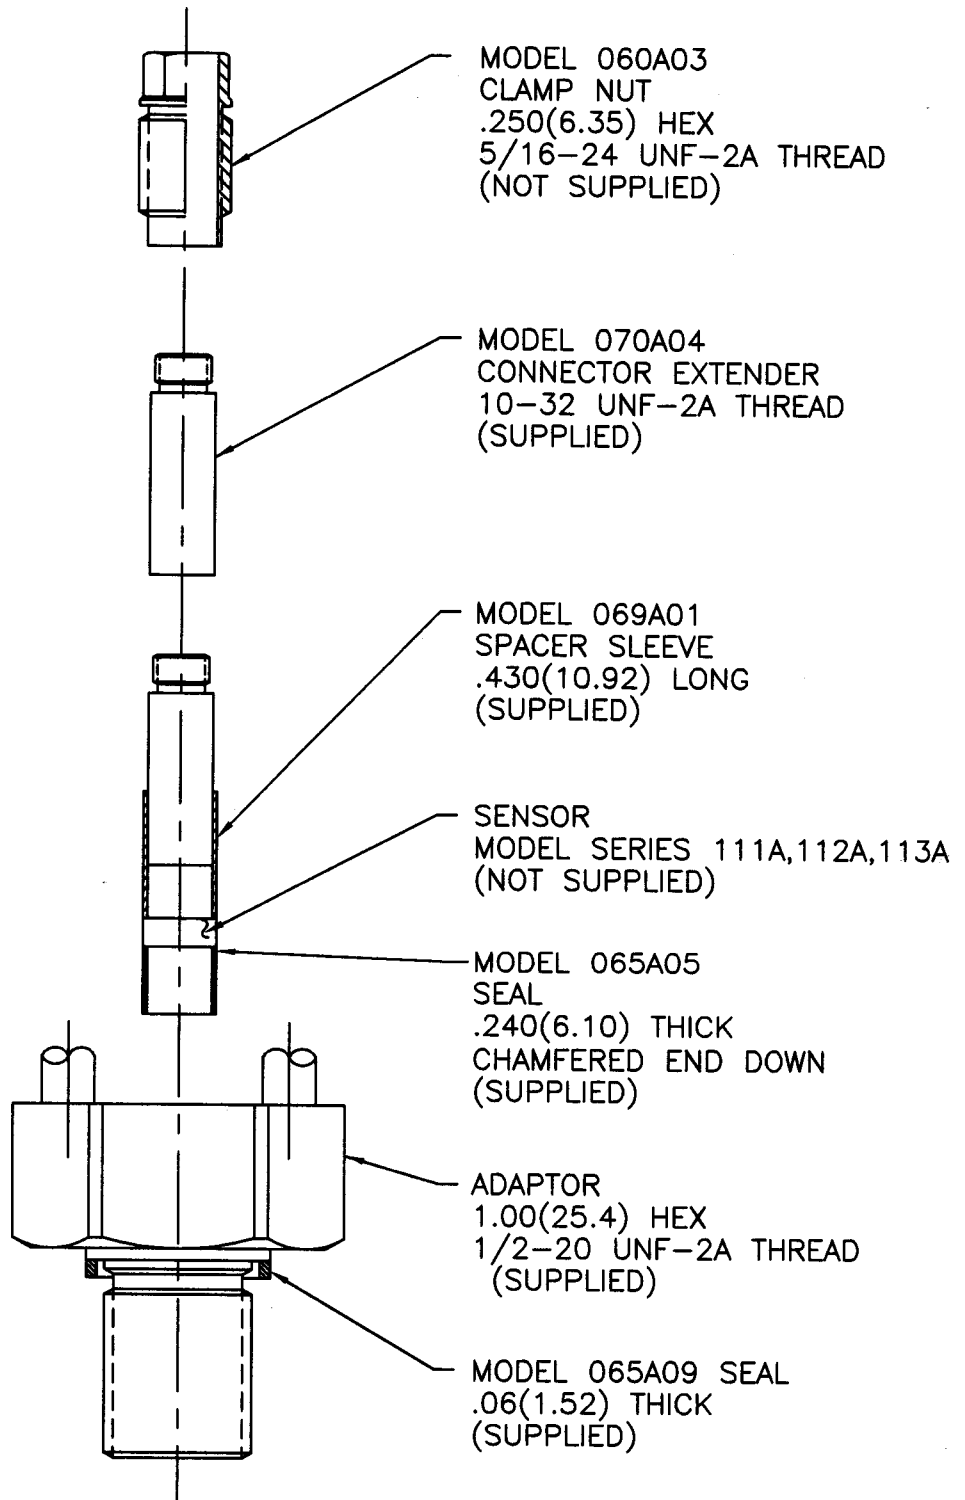 MODEL 060A03
CLAMP NUT
.250(6.35) HEX
5/16-24 UNF-2A THREAD
(NOT SUPPLIED)
MODEL 070A04
CONNECTOR EXTENDER
10-32 UNF-2A THREAD
(SUPPLIED)
MODEL 069A01
SPACER SLEEVE
.430(10.92) LONG
(SUPPLIED)
SENSOR
MODEL SERIES 111A,112A,113A
(NOT SUPPLIED)
MODEL 065A05
SEAL
.240(6.10) THICK
CHAMFERED END DOWN
(SUPPLIED)
ADAPTOR
1.00(25.4) HEX
1/2-20 UNF-2A THREAD
(SUPPLIED)
MODEL 065A09 SEAL
.06(1.52) THICK
(SUPPLIED)